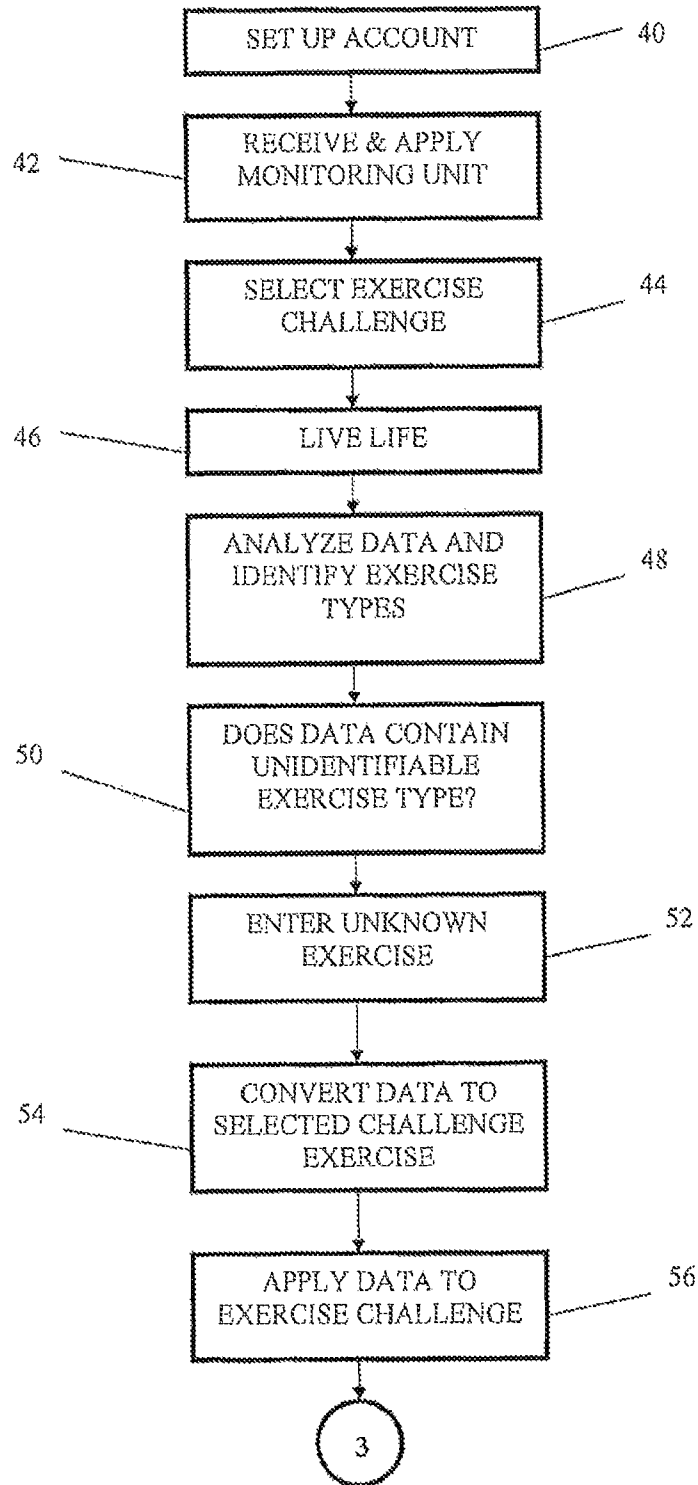 SET UP ACCOUNT
40
RECEIVE & APPLY
MONITORING UNIT
42
SELECT EXERCISE
CHALLENGE
44
LIVE LIFE
46
ANALYZE DATA AND
IDENTIFY EXERCISE
TYPES
48
DOES DATA CONTAIN
UNIDENTIFIABLE
EXERCISE TYPE?
50
ENTER UNKNOWN
EXERCISE
52
CONVERT DATA TO
SELECTED CHALLENGE
EXERCISE
54
APPLY DATA TO
EXERCISE CHALLENGE
56
3